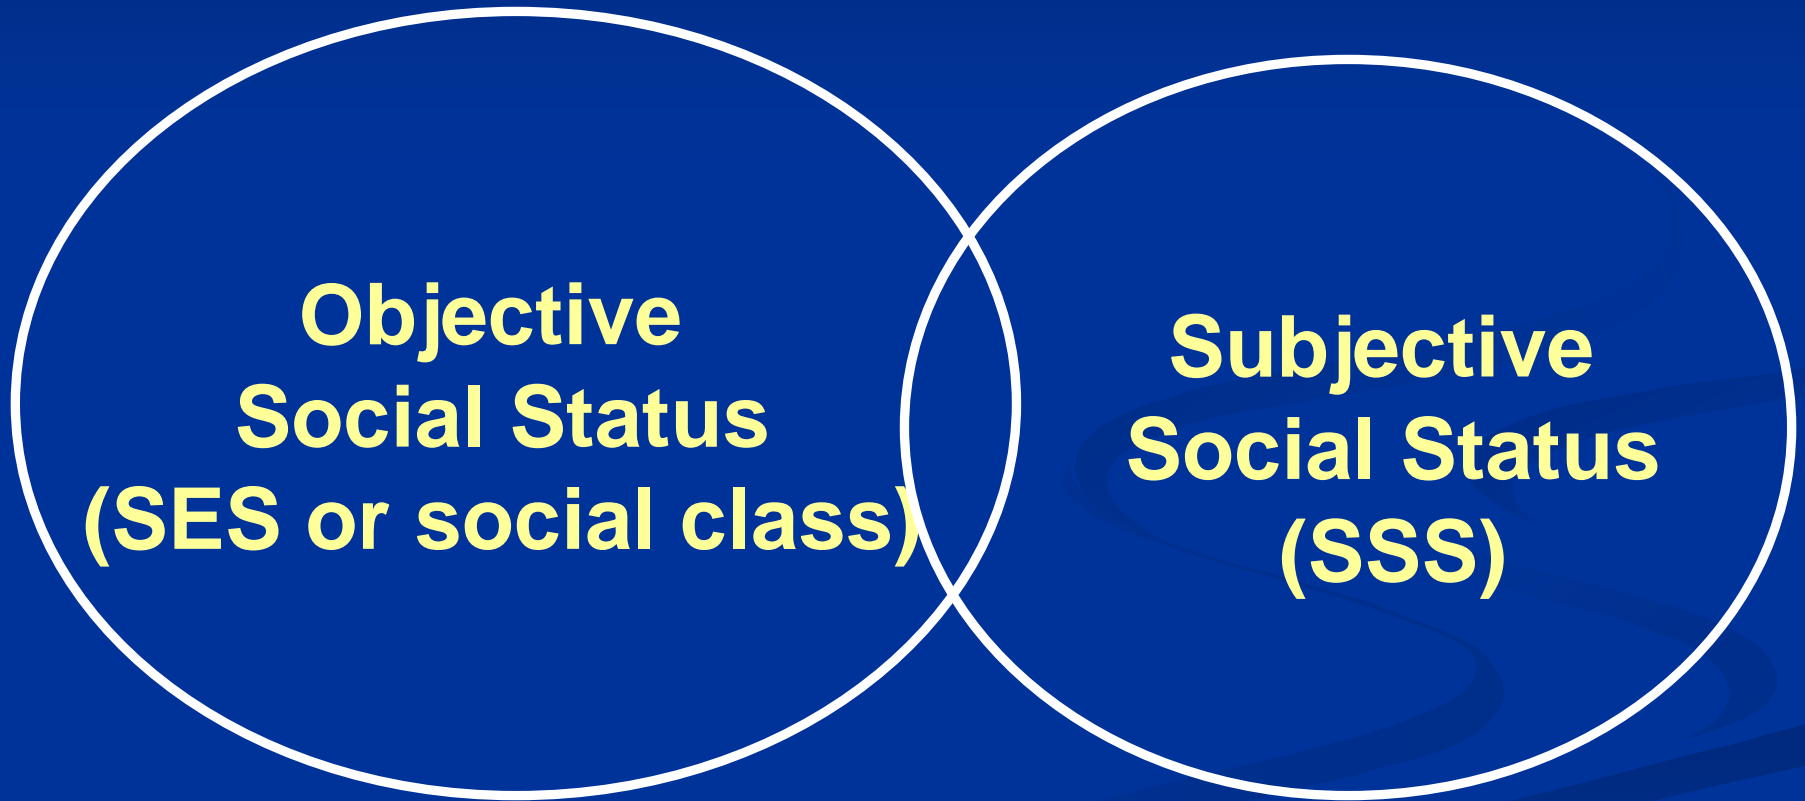 Objective
Social Status
(SES or social class)
Subjective
Social Status
(SSS)